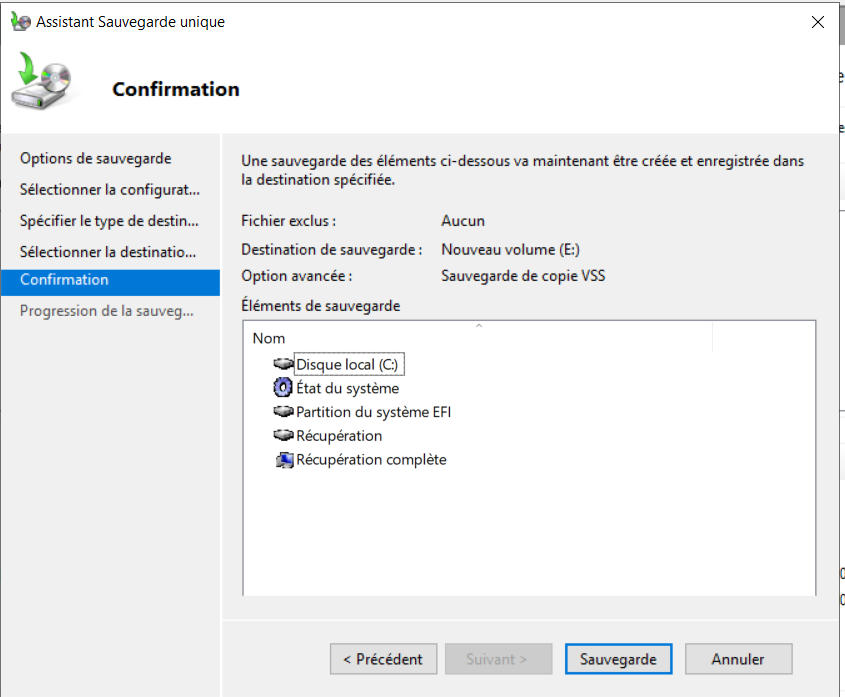 Assistant Sauvegarde unique
Confirmation
Options de sauvegarde
Sélectionner la configurat...
Spécifier le type de destin...
Sélectionner la destinatio...
Confirmation
Progression de la sauveg...
Une sauvegarde des éléments ci-dessous va maintenant être créée et enregistrée dans
la destination spécifiée.
Fichier exclus : Aucun
Destination de sauvegarde : Nouveau volume (E:)
Option avancée : Sauvegarde de copie VSS
Éléments de sauvegarde
Nom
Disque local (C:)
État du système
Partition du système EFI
Récupération
Récupération complète
< Précédent Suivant > Sauvegarde Annuler